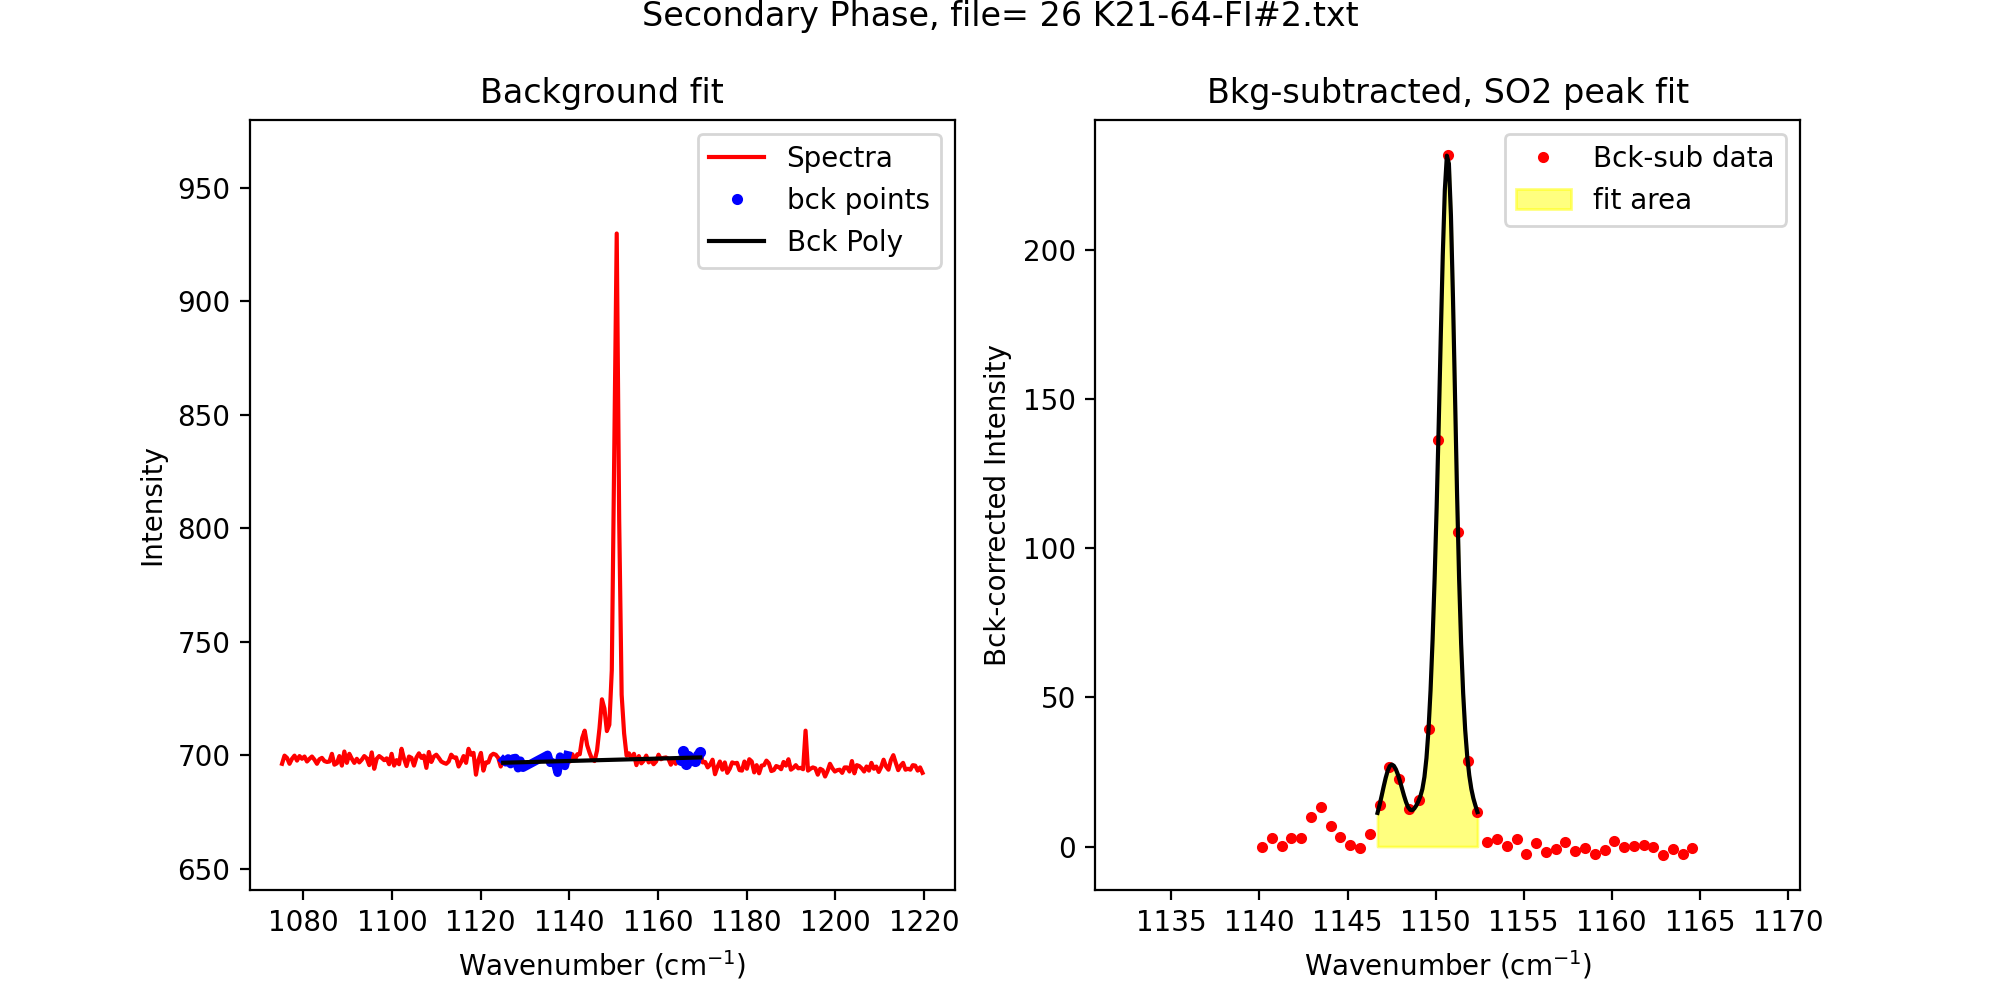 Secondary Phase, file= 26 K21-64-FI#2.txt
Background fit
Bkg-subtracted, SO2 peak fit
Spectra
bck points
Bck Poly
Bck-sub data
fit area
Intensity
950
900
850
800
750
700
650
1080 1100 1120 1140 1160 1180 1200 1220
Wavenumber (cm⁻¹)
Bck-corrected Intensity
200
150
100
50
0
1135 1140 1145 1150 1155 1160 1165 1170
Wavenumber (cm⁻¹)